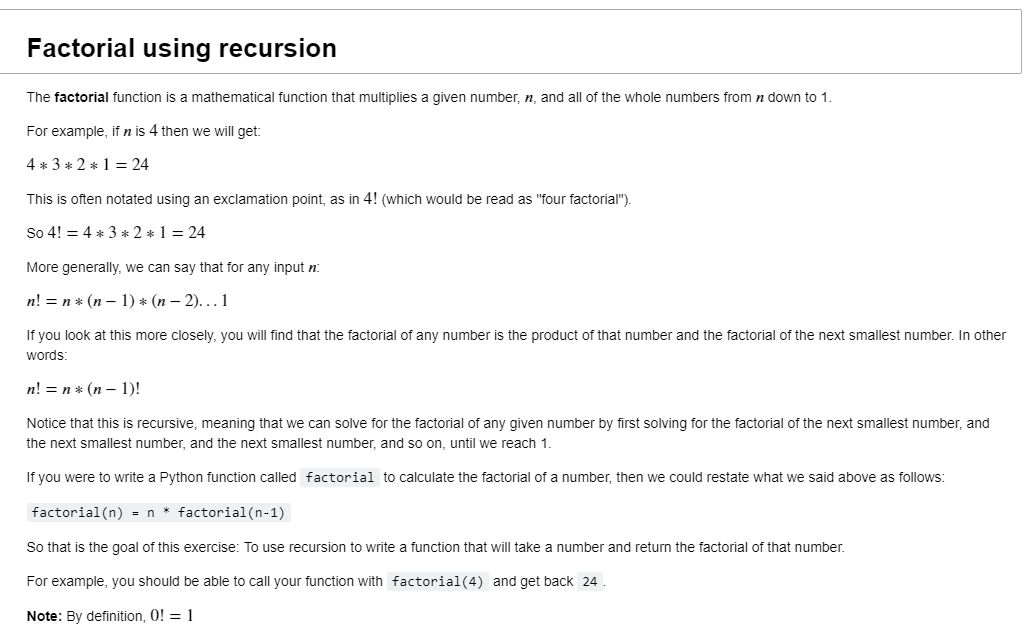 Factorial using recursion
The factorial function is a mathematical function that multiplies a given number, n, and all of the whole numbers from n down to 1.
For example, if n is 4 then we will get:
4 ∗ 3 ∗ 2 ∗ 1 = 24
This is often notated using an exclamation point, as in 4! (which would be read as "four factorial").
So 4! = 4 ∗ 3 ∗ 2 ∗ 1 = 24
More generally, we can say that for any input n:
n! = n ∗ (n − 1) ∗ (n − 2)...1
If you look at this more closely, you will find that the factorial of any number is the product of that number and the factorial of the next smallest number. In other
words:
n! = n ∗ (n − 1)!
Notice that this is recursive, meaning that we can solve for the factorial of any given number by first solving for the factorial of the next smallest number, and
the next smallest number, and the next smallest number, and so on, until we reach 1.
If you were to write a Python function called factorial to calculate the factorial of a number, then we could restate what we said above as follows:
factorial(n) = n * factorial(n-1)
So that is the goal of this exercise: To use recursion to write a function that will take a number and return the factorial of that number.
For example, you should be able to call your function with factorial(4) and get back 24 .
Note: By definition, 0! = 1